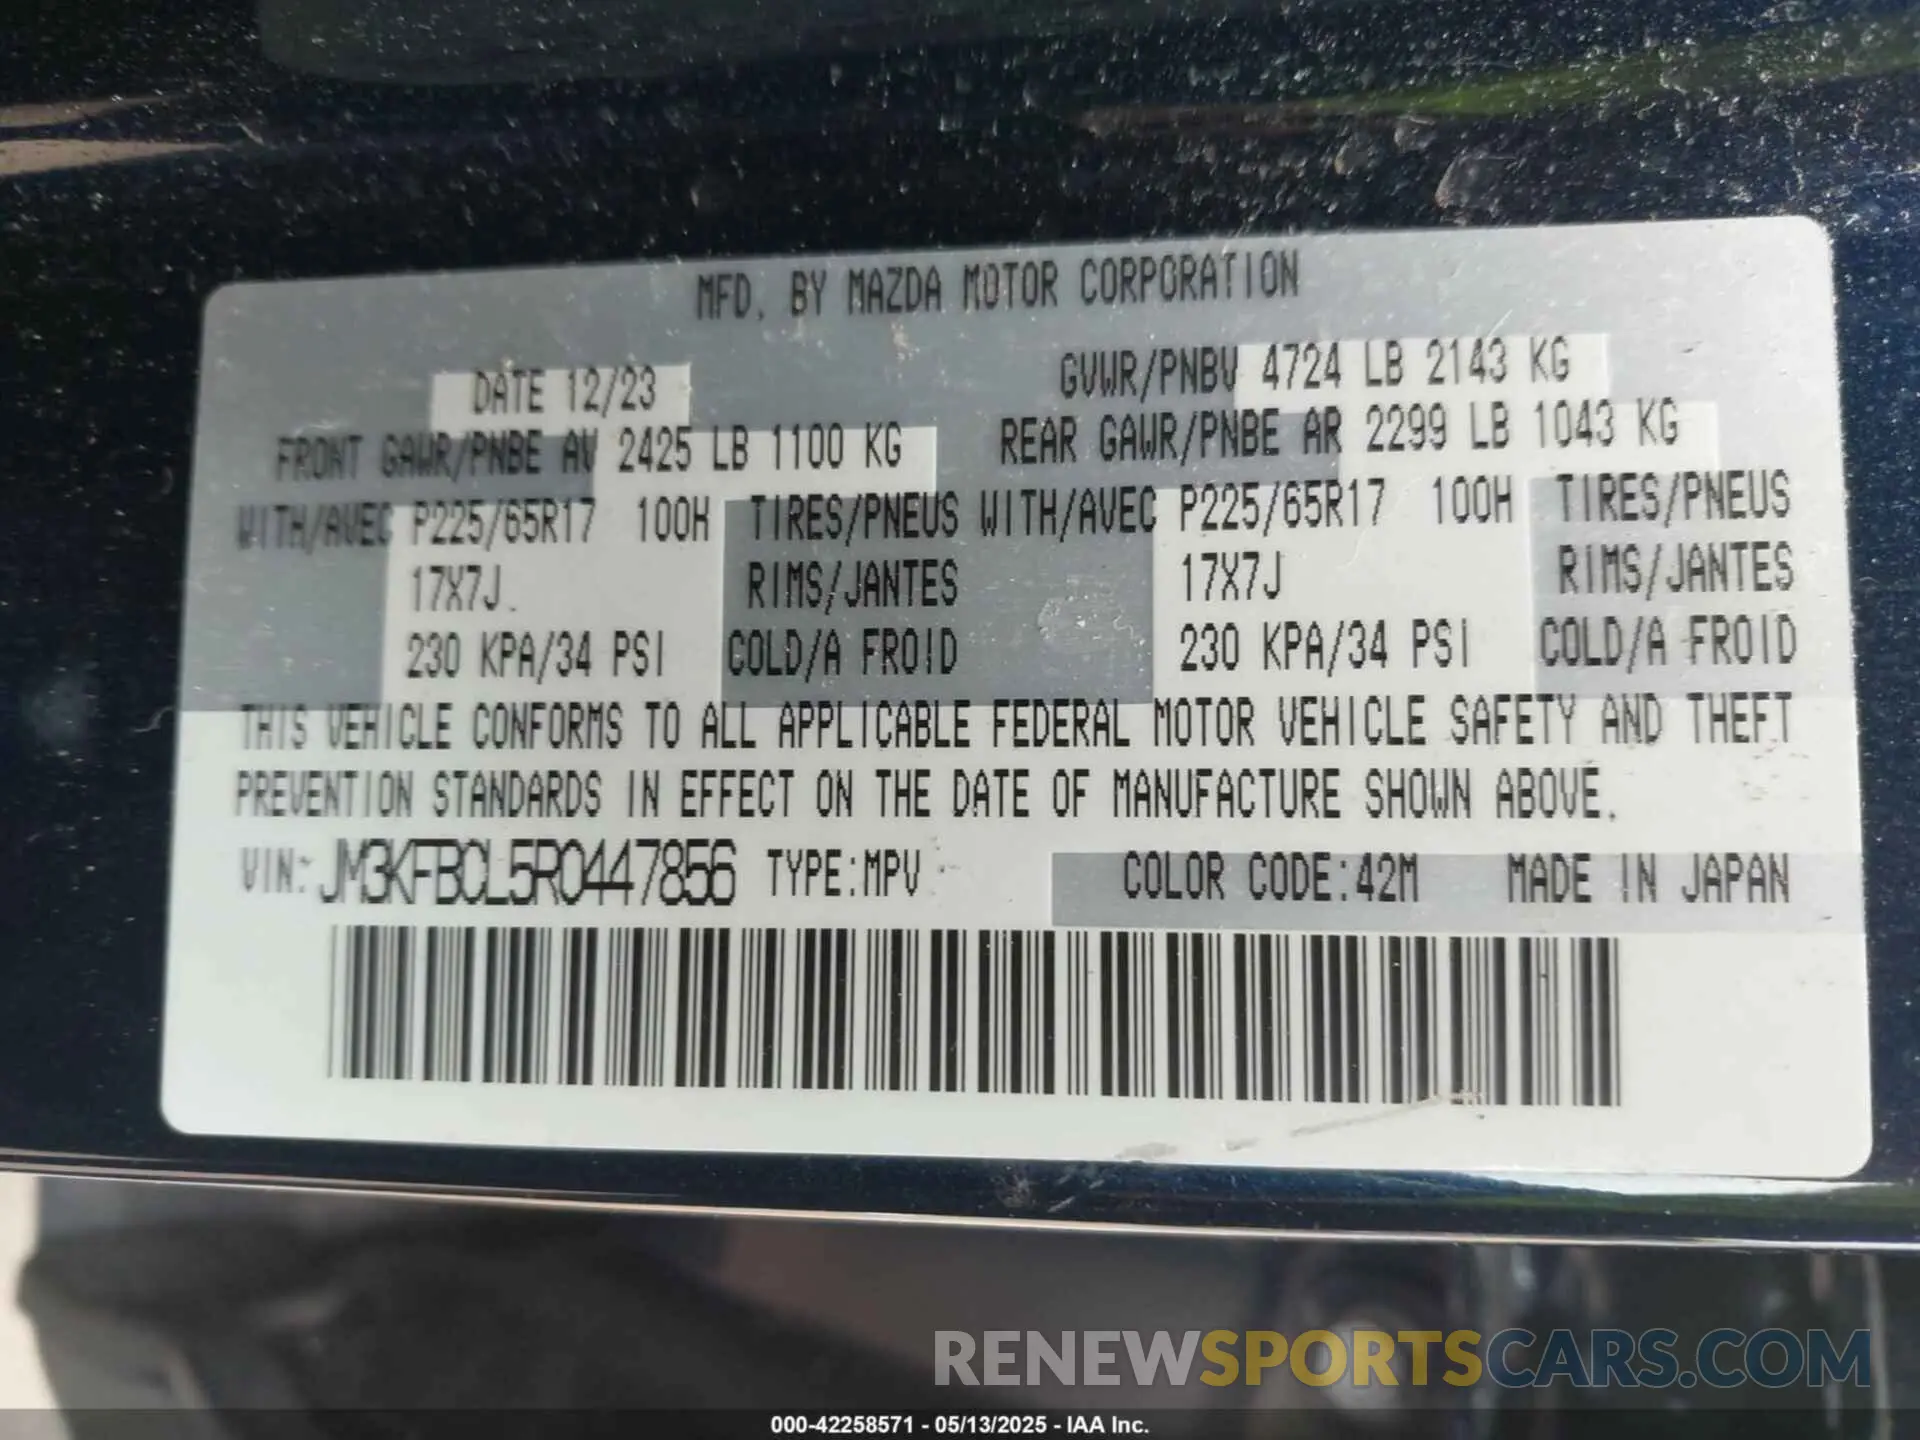 MFD. BY MAZDA MOTOR CORPORATION
DATE 12/23 GVWR/PNBV 4724 LB 2143 KG
FRONT GAWR/PNBE AV 2425 LB 1100 KG REAR GAWR/PNBE AR 2299 LB 1043 KG
WITH/AVEC P225/65R17 100H TIRES/PNEUS WITH/AVEC P225/65R17 100H TIRES/PNEUS
17X7J RIMS/JANTES 17X7J RIMS/JANTES
230 KPA/34 PSI COLD/A FROID 230 KPA/34 PSI COLD/A FROID
THIS VEHICLE CONFORMS TO ALL APPLICABLE FEDERAL MOTOR VEHICLE SAFETY AND THEFT
PREVENTION STANDARDS IN EFFECT ON THE DATE OF MANUFACTURE SHOWN ABOVE.
VIN: JM3KFBCL5R0447856 TYPE:MPV COLOR CODE:42M MADE IN JAPAN
RENEWSPORTSCARS.COM
000-42258571 - 05/13/2025 - IAA Inc.